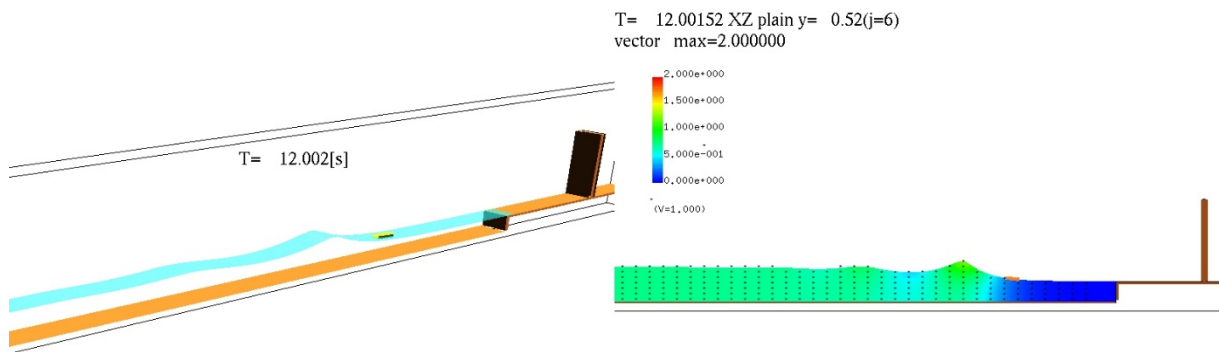 T= 12.002[s]
T= 12.00152 XZ plain y= 0.52(j=6)
vector max=2.000000
2.000e+000
1.500e+000
1.000e+000
5.000e-001
0.000e+000
(V=1.000)